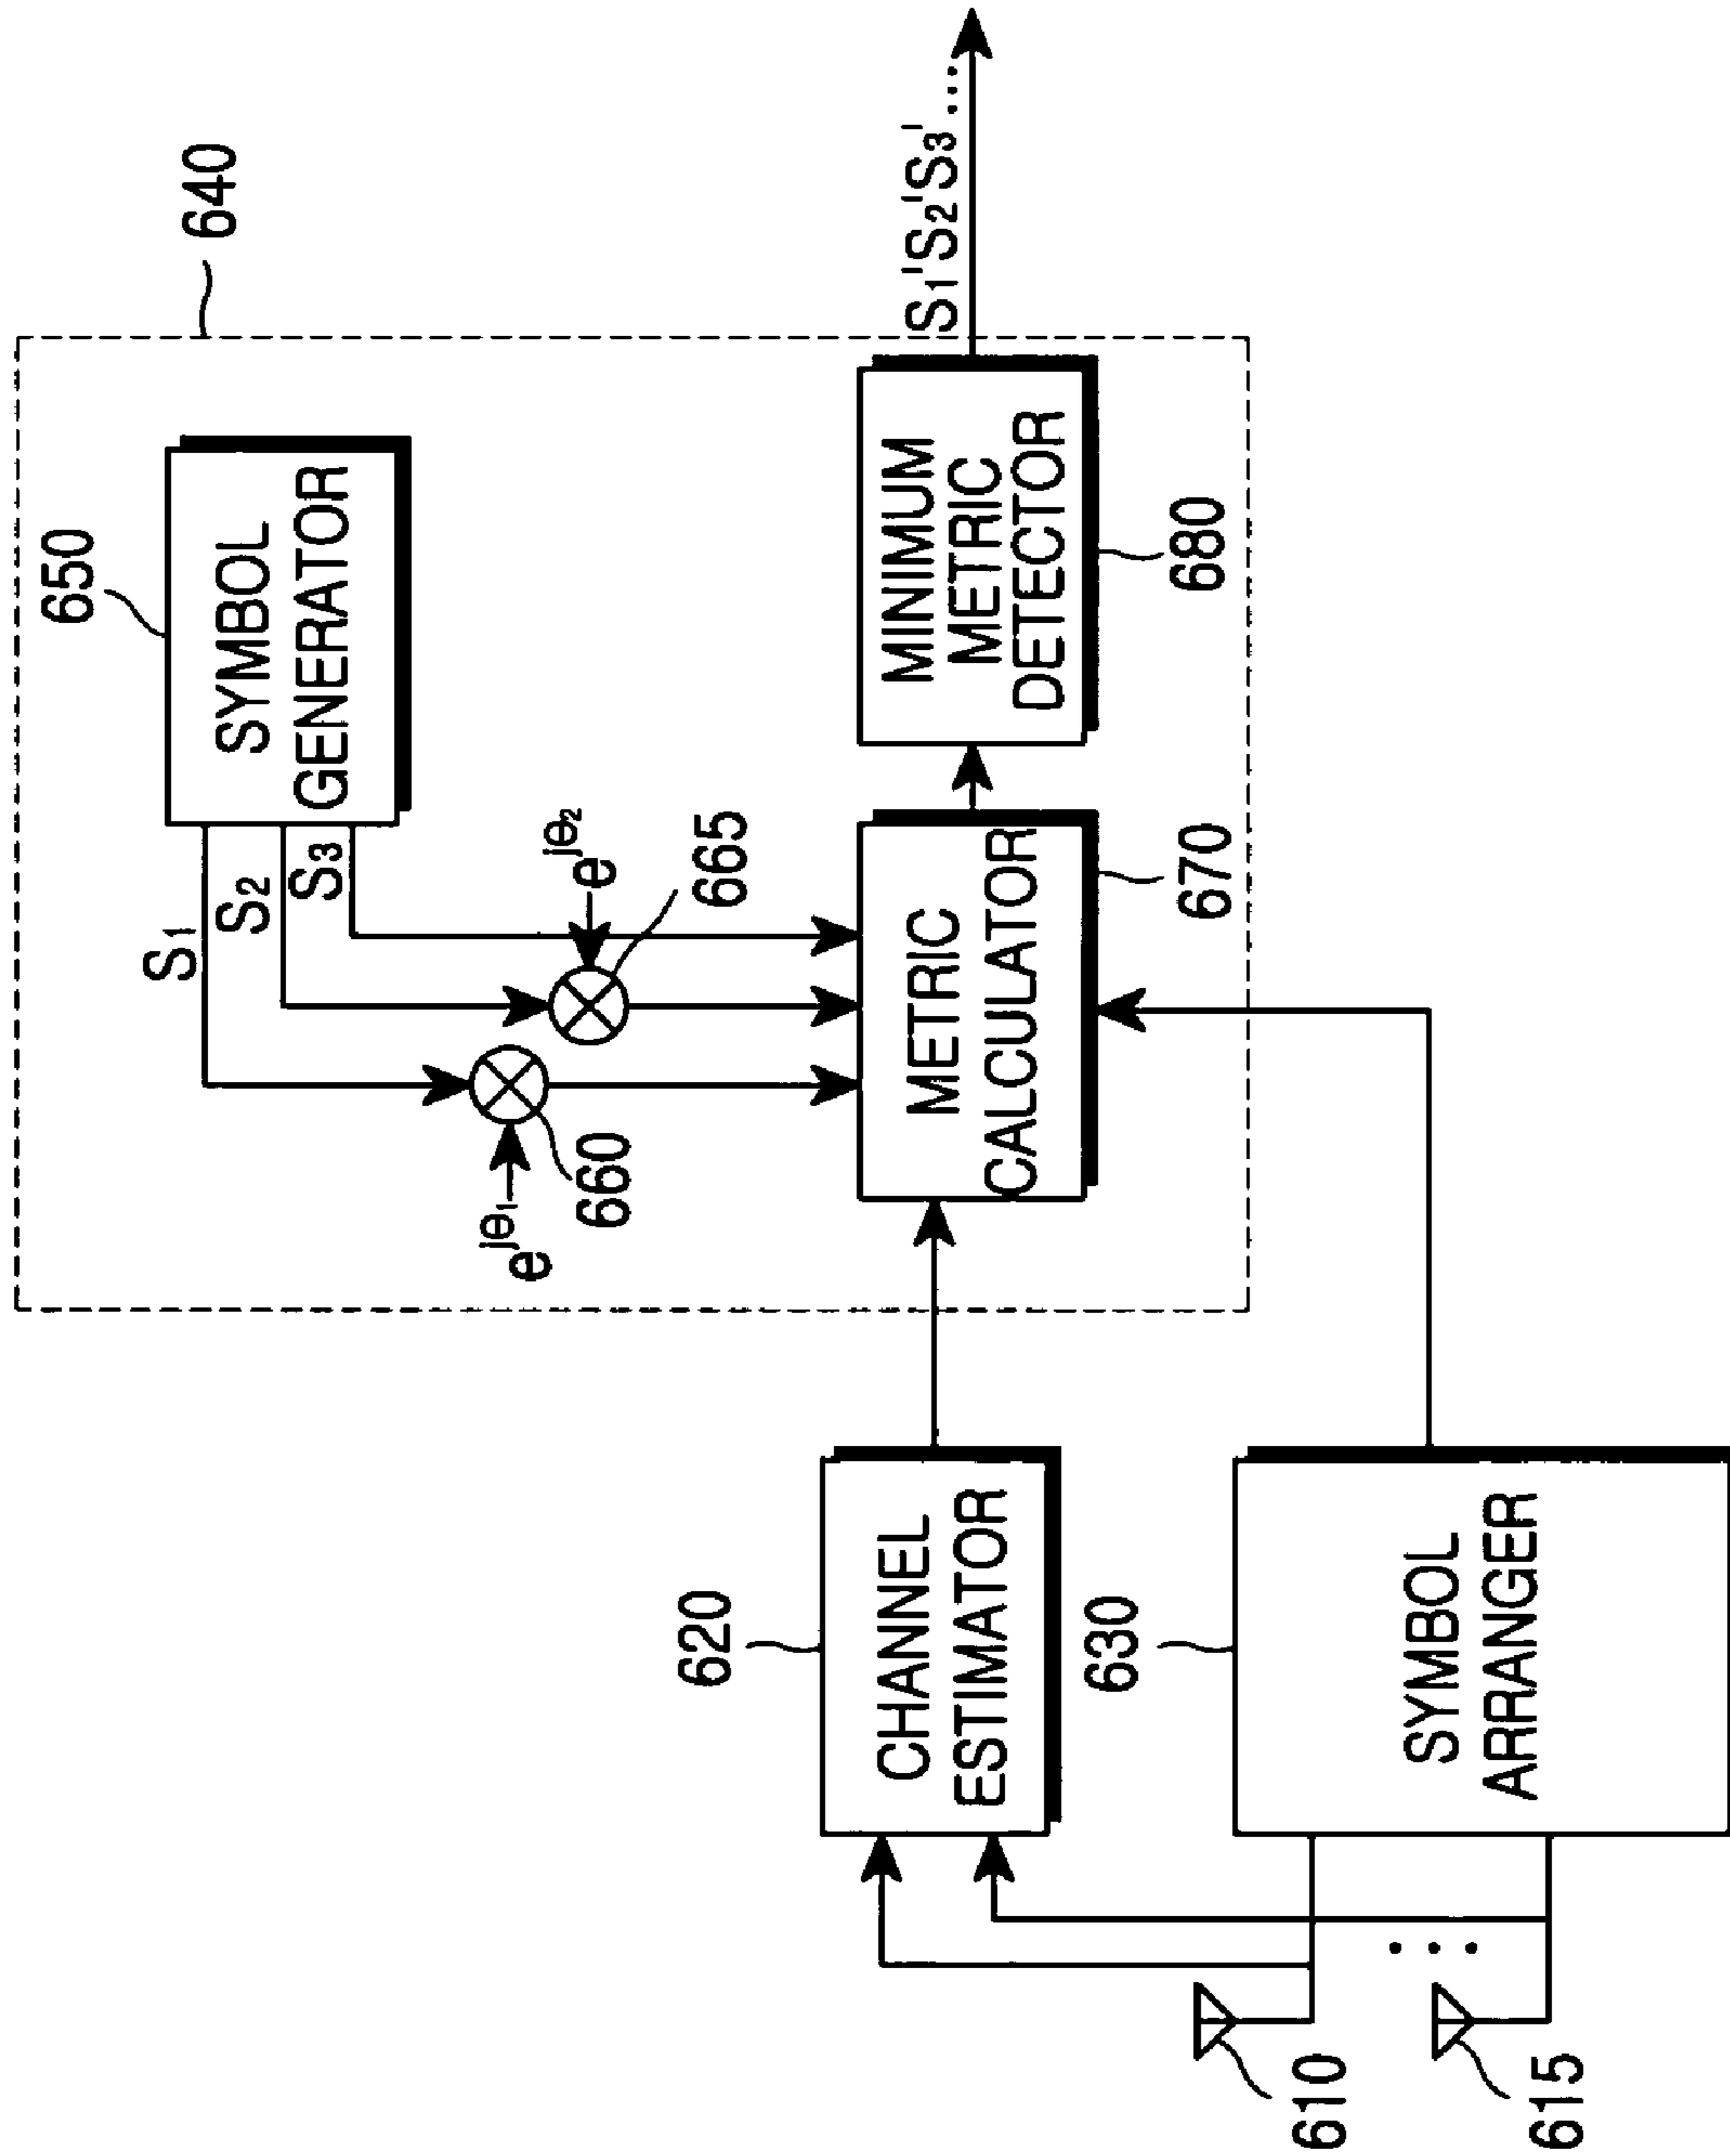 640
650
SYMBOL
GENERATOR
S1
S2
S3
e^jθ1
660
e^jθ2
665
METRIC
CALCULATOR
670
MINIMUM
METRIC
DETECTOR
680
S1'S2'S3'...
620
CHANNEL
ESTIMATOR
630
SYMBOL
ARRANGER
610
615